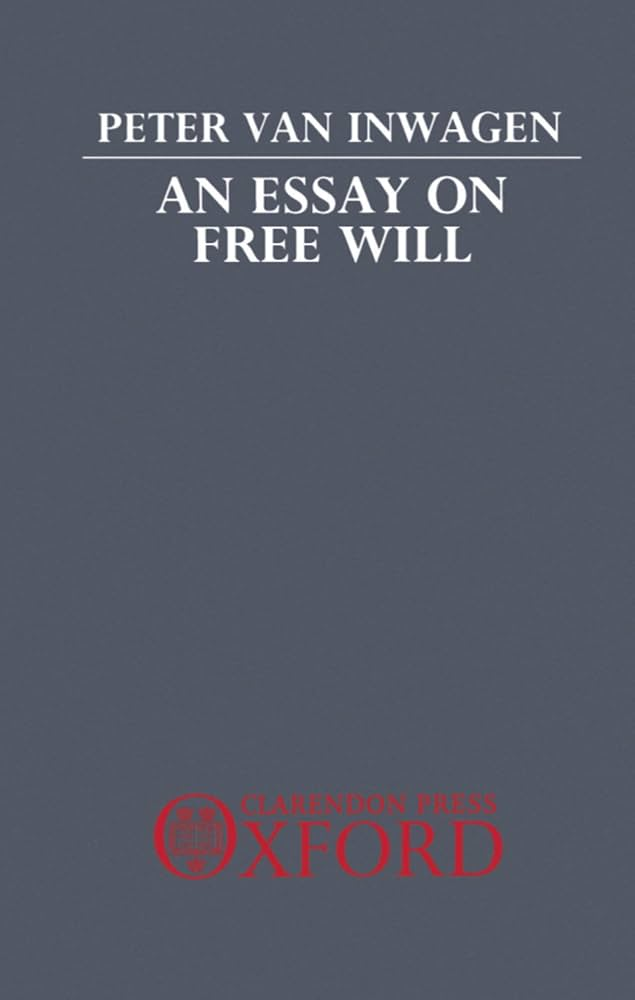 PETER VAN INWAGEN
AN ESSAY ON
FREE WILL
CLARENDON PRESS
OXFORD